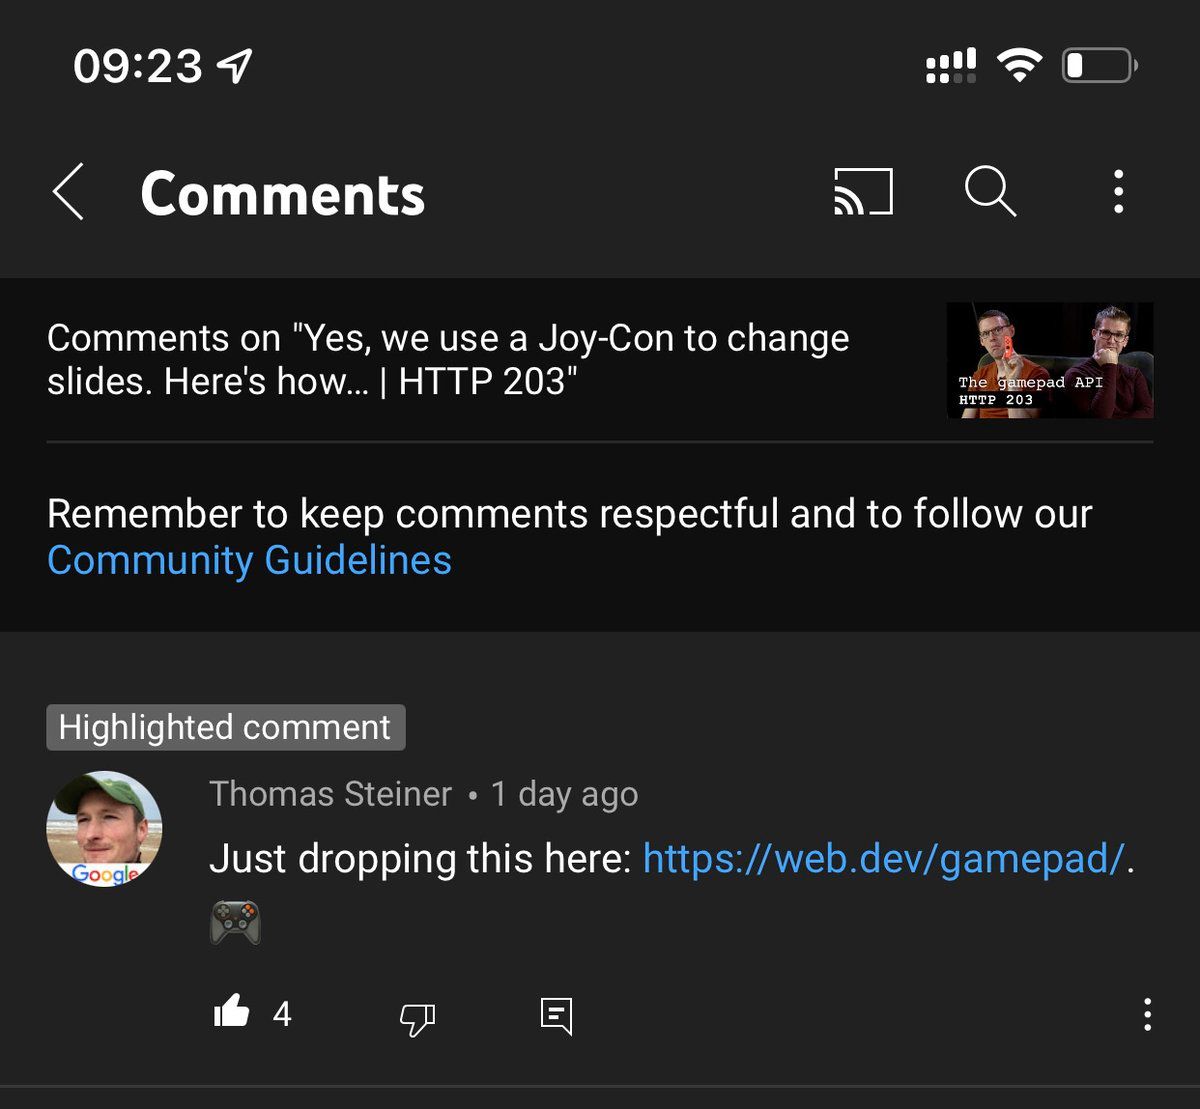 09:23
Comments
Comments on "Yes, we use a Joy-Con to change
slides. Here's how... | HTTP 203"
The gamepad API
HTTP 203
Remember to keep comments respectful and to follow our
Community Guidelines
Highlighted comment
Thomas Steiner • 1 day ago
Just dropping this here: https://web.dev/gamepad/.
🎮
Google
4